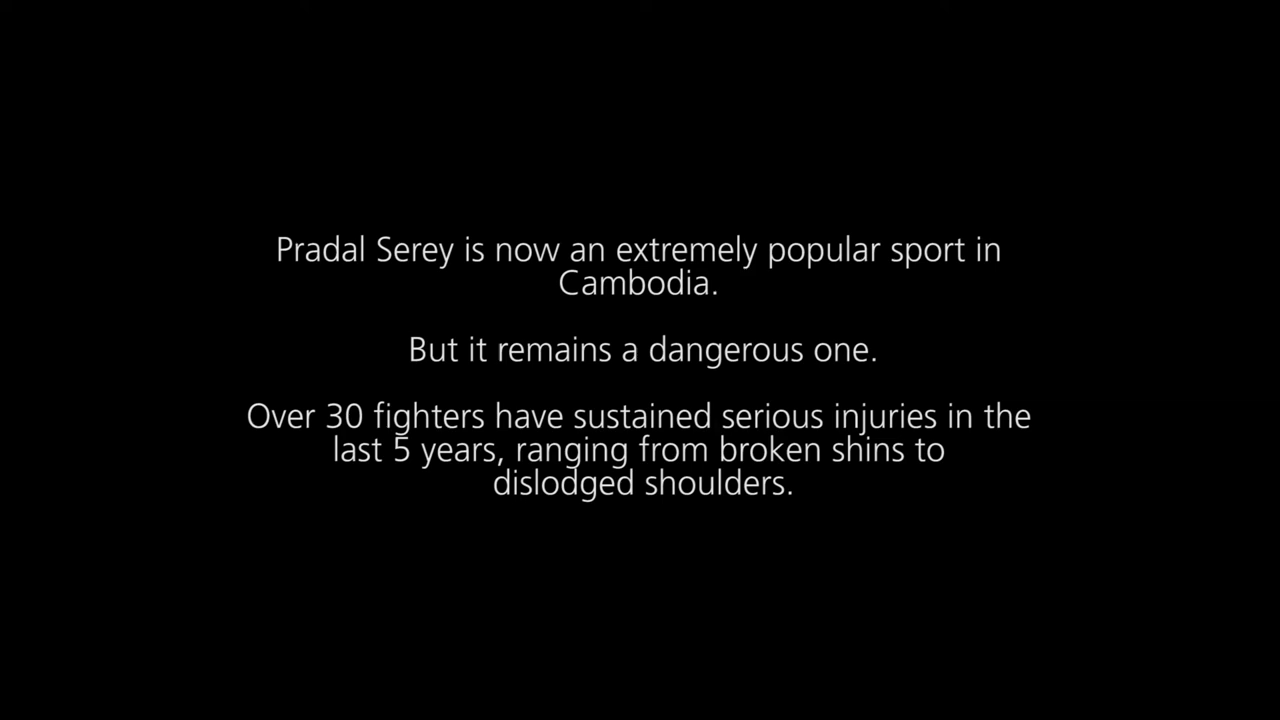 Pradal Serey is now an extremely popular sport in
Cambodia.
But it remains a dangerous one.
Over 30 fighters have sustained serious injuries in the
last 5 years, ranging from broken shins to
dislodged shoulders.